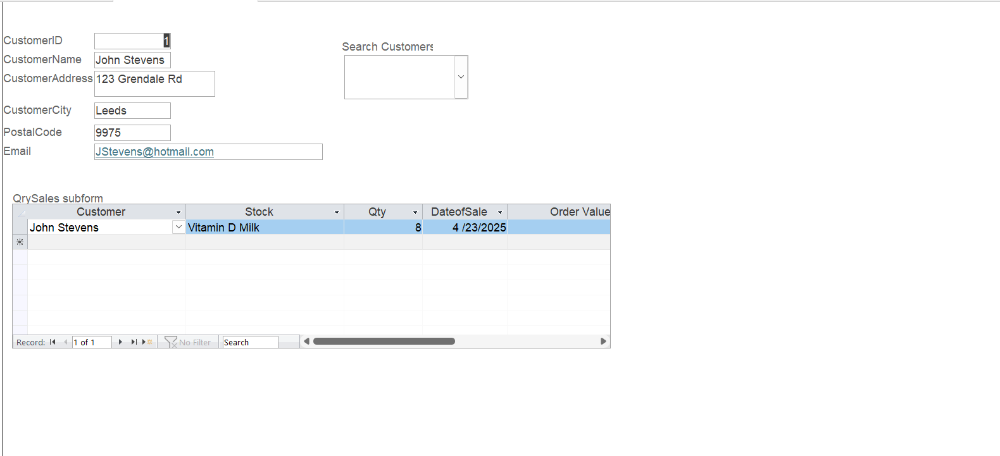 CustomerID 1
CustomerName John Stevens
CustomerAddress 123 Grendale Rd
CustomerCity Leeds
PostalCode 9975
Email JStevens@hotmail.com
Search Customers
QrySales subform
Customer Stock Qty DateofSale Order Value
John Stevens Vitamin D Milk 8 4 /23/2025
Record: 1 of 1 No Filter Search